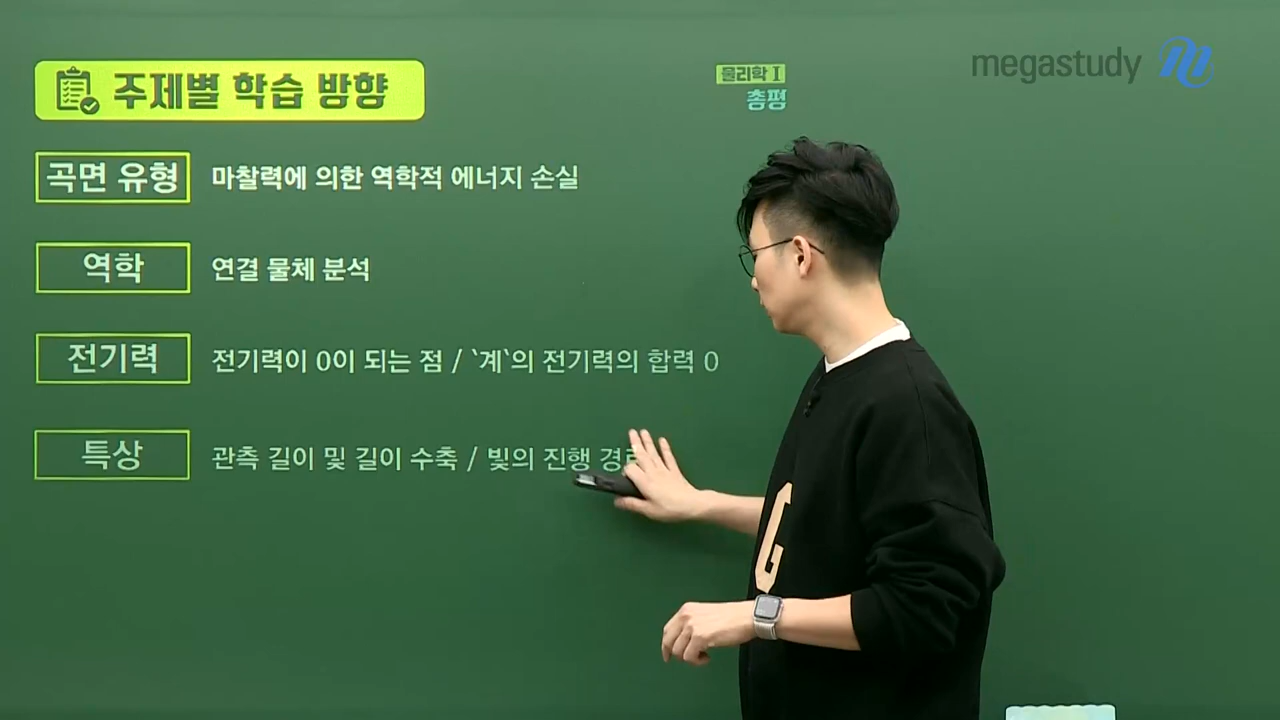 주제별 학습 방향
물리학 I
총평
megastudy
곡면 유형
마찰력에 의한 역학적 에너지 손실
역학
연결 물체 분석
전기력
전기력이 0이 되는 점 / '계'의 전기력의 합력 0
특상
관측 길이 및 길이 수축 / 빛의 진행
G